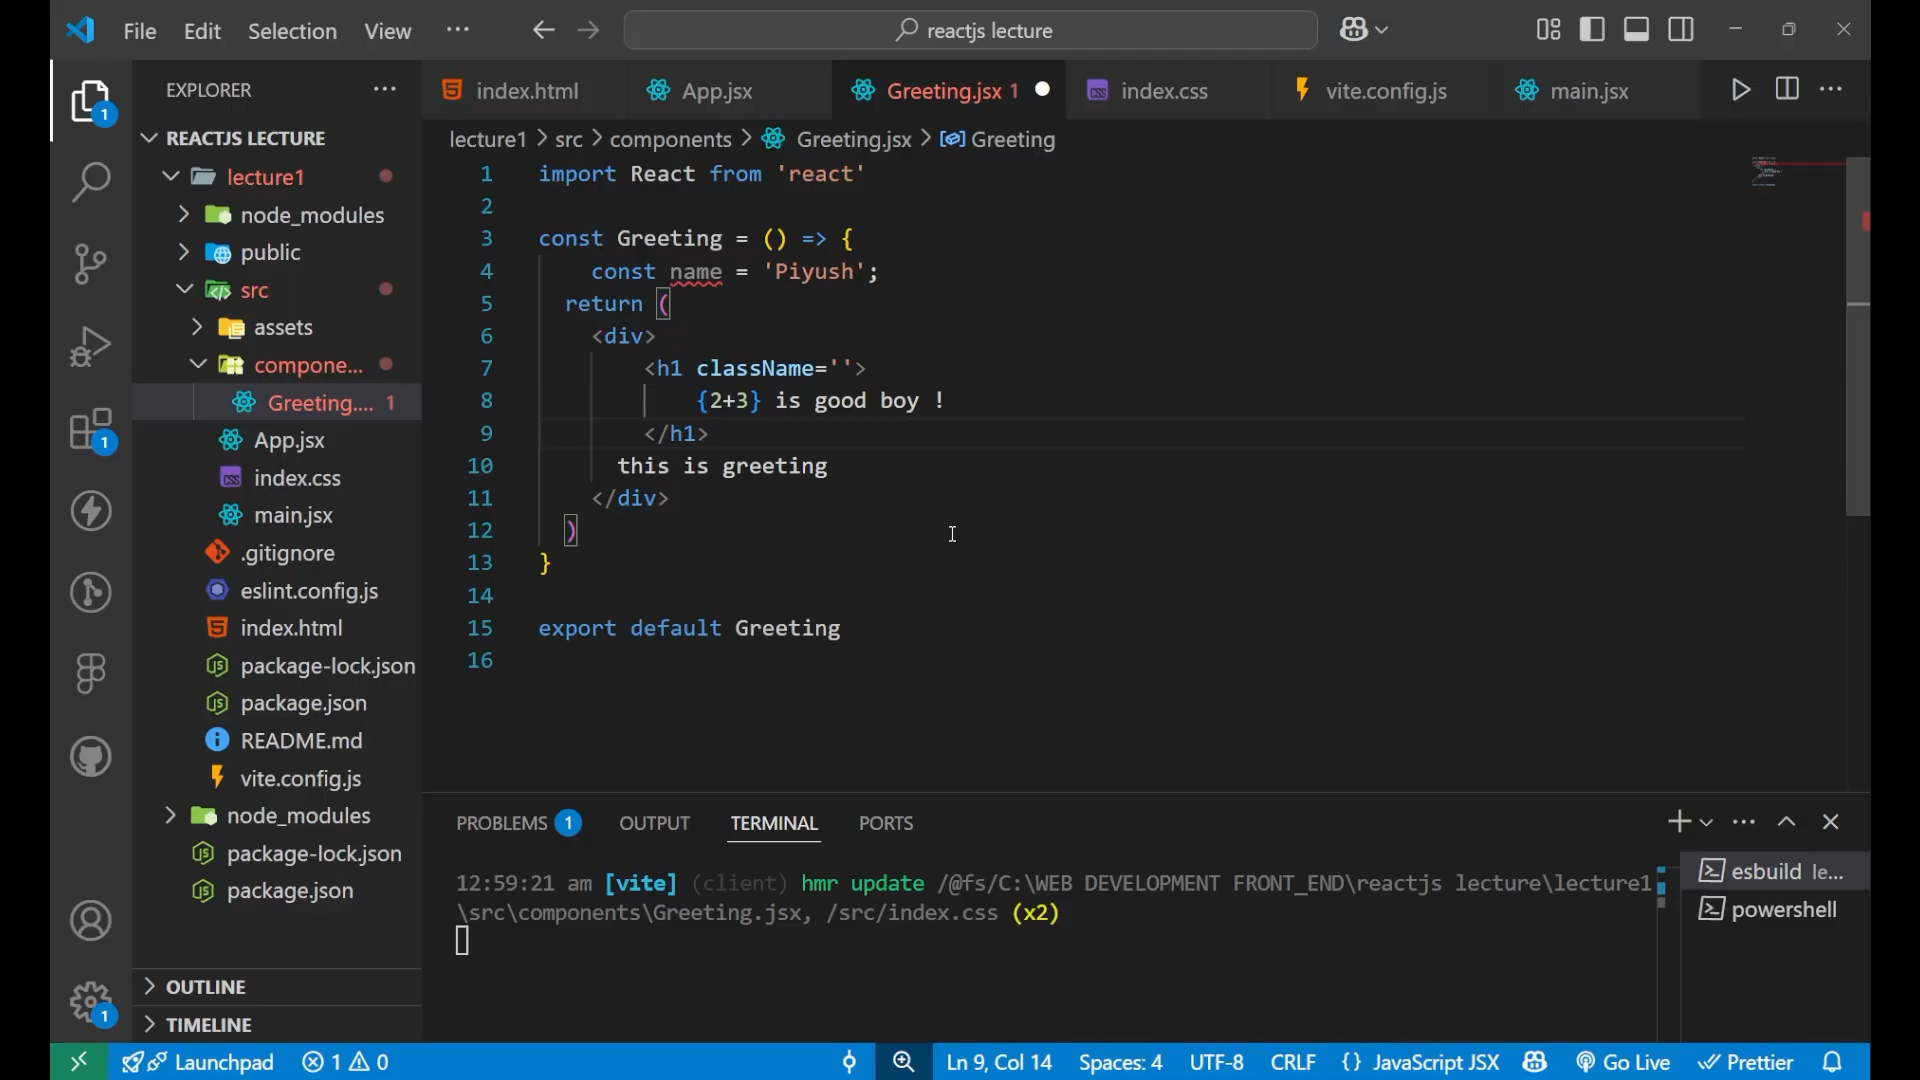 File Edit Selection View ··· reactjs lecture
EXPLORER ···
index.html App.jsx Greeting.jsx 1 index.css vite.config.js main.jsx ···
REACTJS LECTURE
lecture1
node_modules
public
src
assets
compone...
Greeting.... 1
App.jsx
index.css
main.jsx
.gitignore
eslint.config.js
index.html
package-lock.json
package.json
README.md
vite.config.js
node_modules
package-lock.json
package.json
OUTLINE
TIMELINE
1
1
1
lecture1 > src > components > Greeting.jsx > Greeting
1 import React from 'react'
2
3 const Greeting = () => {
4 const name = 'Piyush';
5 return (
6 <div>
7 <h1 className=''>
8 {2+3} is good boy !
9 </h1>
10 this is greeting
11 </div>
12 )
13 }
14
15 export default Greeting
16
PROBLEMS 1 OUTPUT TERMINAL PORTS
12:59:21 am [vite] (client) hmr update /@fs/C:\WEB DEVELOPMENT FRONT_END\reactjs lecture\lecture1
\src\components\Greeting.jsx, /src/index.css (x2)
esbuild le...
powershell
Launchpad 1 0 Ln 9, Col 14 Spaces: 4 UTF-8 CRLF {} JavaScript JSX Go Live Prettier